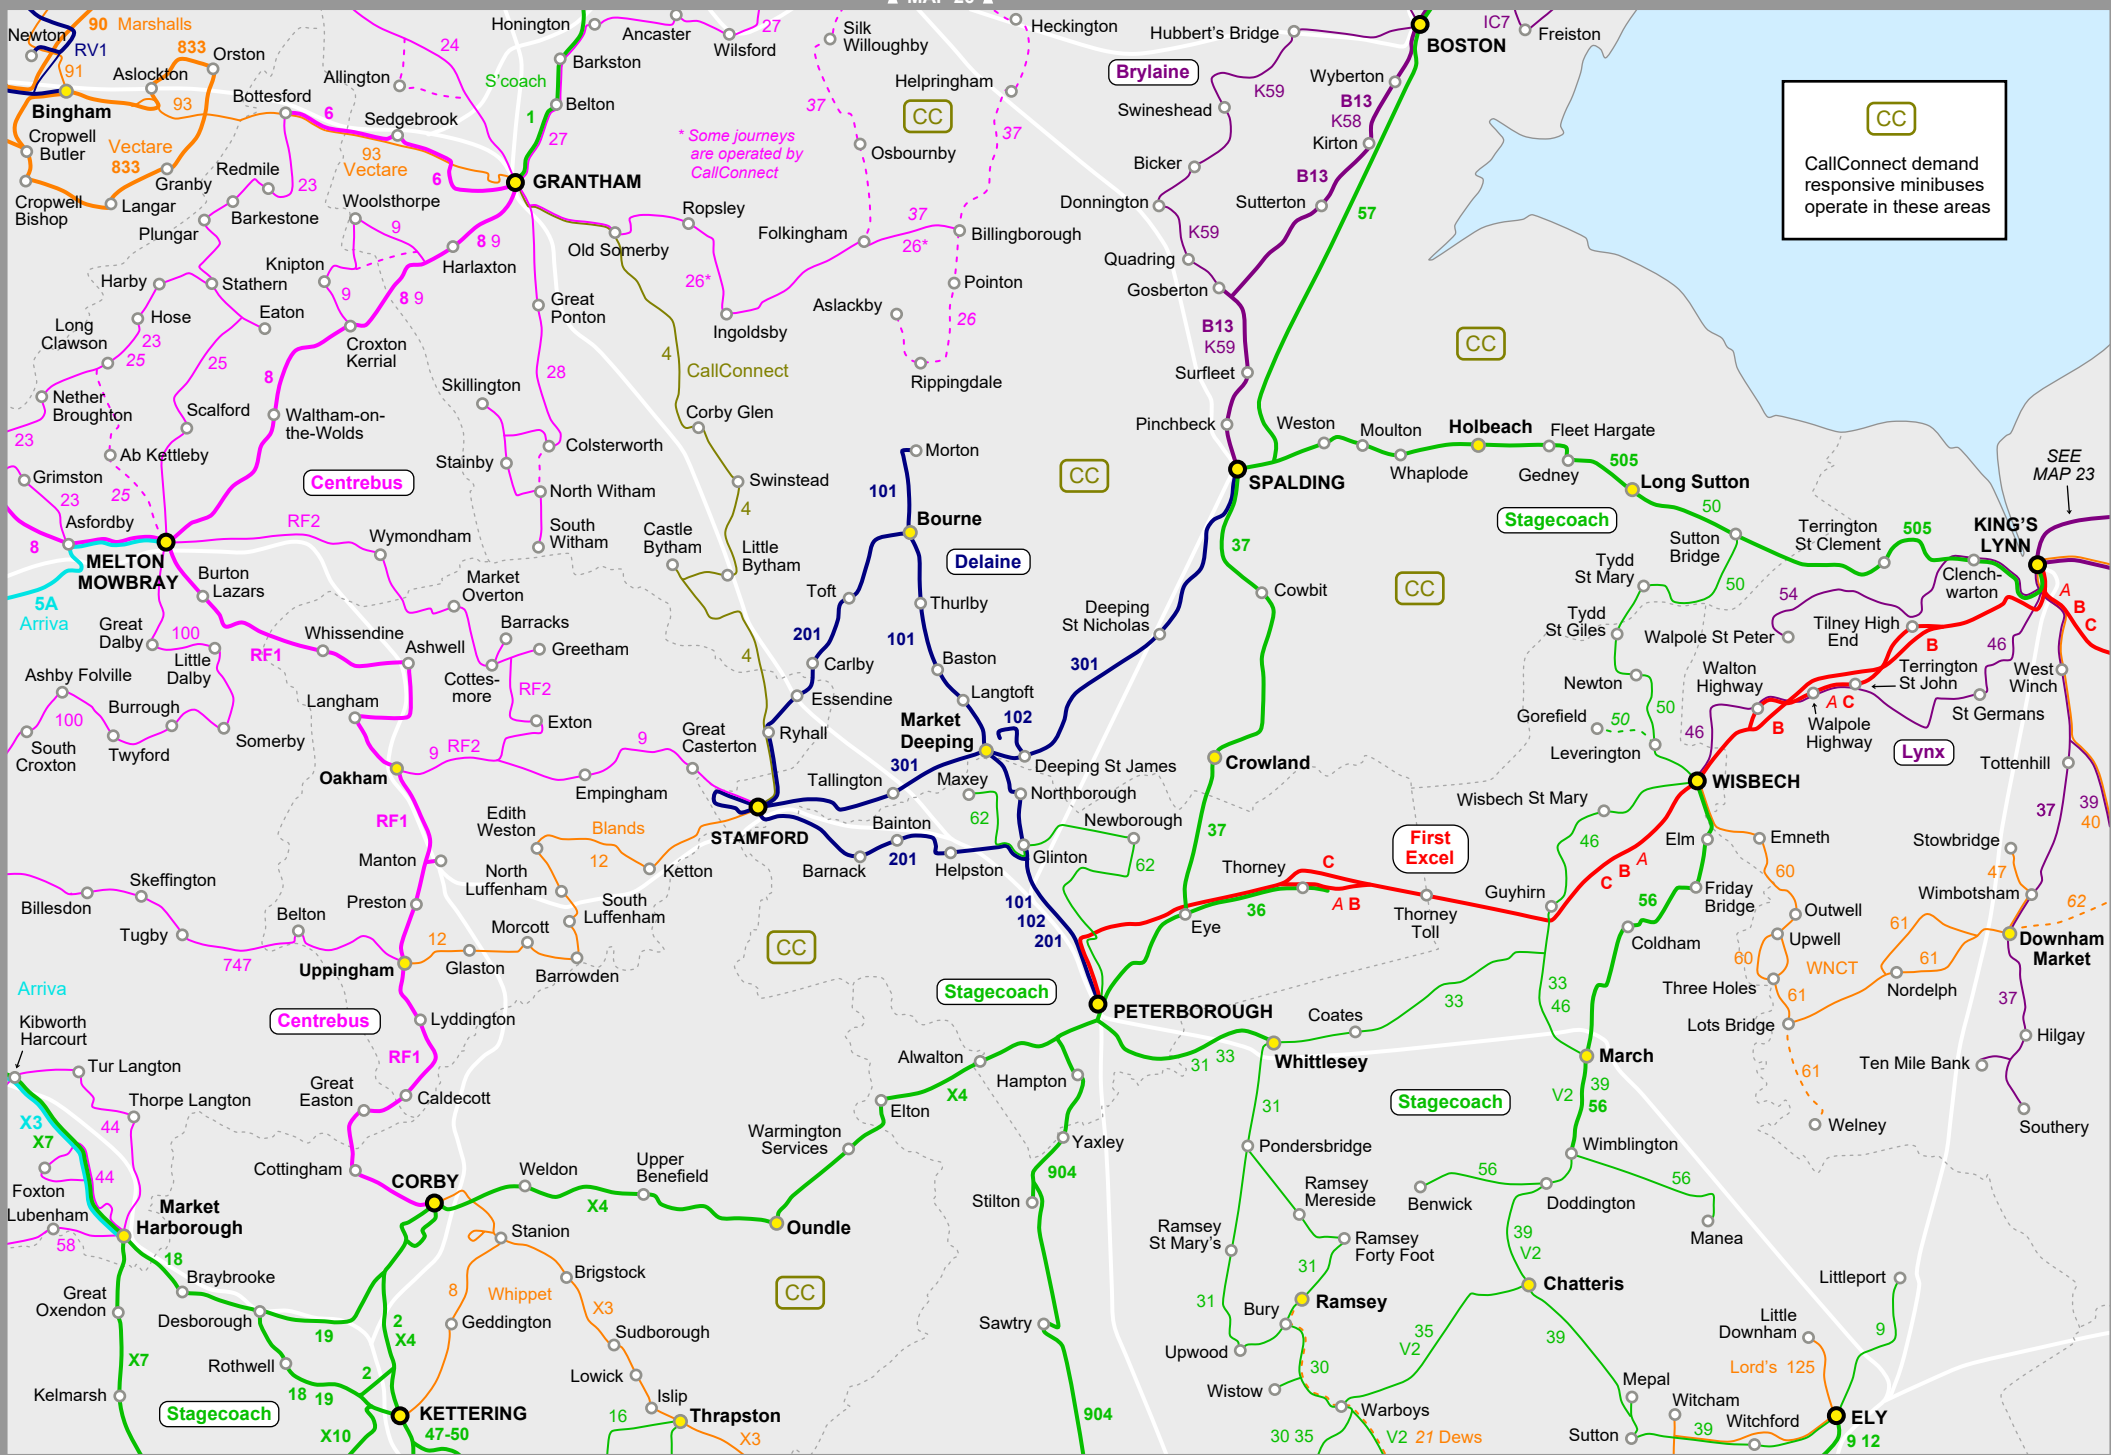 ▲ MAP 28 ▲
Newton
90 Marshalls
RV1
833
Orston
91
Aslockton
Bingham
93
Cropwell
Butler
Vectare
833
Granby
Cropwell
Bishop
Langar
Bottesford
6
Allington
24
Sedgebrook
93
Vectare
6
Redmile
23
Barkestone
Plungar
Woolsthorpe
9
Knipton
9
Harby
Stathern
Hose
Eaton
Long
Clawson
23
25
25
Nether
Broughton
23
Scalford
Ab Kettleby
Grimston
23
25
Asfordby
8
MELTON
MOWBRAY
5A
Arriva
Honington
Ancaster
27
Wilsford
Barkston
S'coach
Belton
1
27
GRANTHAM
8 9
Harlaxton
8 9
Croxton
Kerrial
8
Waltham-on-
the-Wolds
Centrebus
Old Somerby
Great
Ponton
28
Skillington
Colsterworth
Stainby
North Witham
South
Witham
4
CallConnect
Corby Glen
Swinstead
4
Castle
Bytham
Little
Bytham
4
Silk
Willoughby
Heckington
Helpringham
37
CC
37
* Some journeys
are operated by
CallConnect
Osbournby
Ropsley
37
Folkingham
26*
Billingborough
26*
Pointon
Aslackby
26
Ingoldsby
Rippingdale
Hubbert's Bridge
BOSTON
IC7
Freiston
Brylaine
Wyberton
K59
B13
K58
Swineshead
Kirton
Bicker
B13
Donnington
Sutterton
57
K59
Quadring
Gosberton
B13
K59
Surfleet
Pinchbeck
SPALDING
CC
CC
CallConnect demand
responsive minibuses
operate in these areas
CC
CC
Weston
Moulton
Holbeach
Fleet Hargate
Whaplode
Gedney
505
Long Sutton
50
Stagecoach
Sutton
Bridge
Terrington
St Clement
505
KING'S
LYNN
SEE
MAP 23
Clench-
warton
Tydd
St Mary
50
54
Tydd
St Giles
Walpole St Peter
Tilney High
End
A
B
C
B
46
Newton
Walton
Highway
Terrington
St John
West
Winch
Gorefield
50
50
46
A C
B
St Germans
Walpole
Highway
Lynx
Leverington
WISBECH
Tottenhill
Morton
101
Bourne
Delaine
Toft
Thurlby
201
101
Carlby
Baston
Essendine
Langtoft
Ryhall
Market
Deeping
102
Deeping
St Nicholas
301
37
Cowbit
Deeping St James
301
Tallington
Maxey
Northborough
Crowland
62
Newborough
37
62
Glinton
Bainton
201
Barnack
Helpston
STAMFORD
101
102
201
RF2
Wymondham
Market
Overton
Barracks
Greetham
Cottes-
more
RF2
Exton
Burton
Lazars
RF1
Whissendine
Ashwell
Great
Dalby
100
Little
Dalby
Ashby Folville
100
Burrough
South
Croxton
Twyford
Somerby
Langham
Oakham
9
RF2
9
Great
Casterton
Empingham
RF1
Edith
Weston
Blands
12
Ketton
Manton
North
Luffenham
South
Luffenham
Preston
Morcott
12
Glaston
Barrowden
Skeffington
Billesdon
Tugby
Belton
747
Uppingham
Centrebus
Lyddington
RF1
Great
Easton
Caldecott
Cottingham
CORBY
Arriva
Kibworth
Harcourt
Tur Langton
Thorpe Langton
X3
X7
44
44
Foxton
Lubenham
58
Market
Harborough
18
Braybrooke
Great
Oxendon
Desborough
19
X7
Rothwell
18 19
Kelmarsh
Stagecoach
2
X4
2
X10
KETTERING
47-50
Weldon
X4
Upper
Benefield
Oundle
Stanion
Whippet
8
Brigstock
X3
Geddington
Sudborough
Lowick
Islip
16
Thrapston
X3
CC
CC
Stagecoach
PETERBOROUGH
Alwalton
Hampton
X4
Elton
Warmington
Services
Yaxley
904
Stilton
Sawtry
904
Eye
Thorney
C
36
A B
First
Excel
Thorney
Toll
Guyhirn
C B A
Wisbech St Mary
46
Elm
Emneth
60
56
Friday
Bridge
Outwell
Coldham
Upwell
60
WNCT
Three Holes
61
Lots Bridge
61
Welney
61
61
Nordelph
Stowbridge
47
Wimbotsham
37
39
40
62
Downham
Market
37
Hilgay
Ten Mile Bank
Southery
33
33
46
Coates
Whittlesey
31 33
March
V2
39
56
Stagecoach
31
Pondersbridge
Wimblington
56
56
Benwick
Doddington
Manea
Ramsey
Mereside
Ramsey
St Mary's
Ramsey
Forty Foot
39
V2
31
31
Bury
Ramsey
Chatteris
Upwood
30
Wistow
35
V2
39
Warboys
30 35
V2
21 Dews
Littleport
Little
Downham
9
Lord's 125
Mepal
Witcham
39
Witchford
Sutton
ELY
9 12